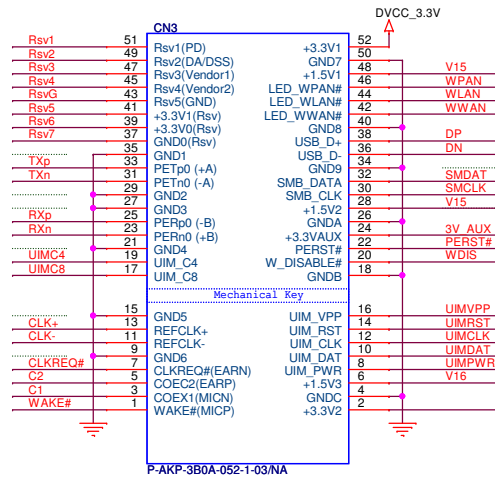 DVCC_3.3V
CN3
Rsv1 51 Rsv1(PD) +3.3V1 52
Rsv2 49 Rsv2(DA/DSS) GND7 50
Rsv3 47 Rsv3(Vendor1) +1.5V1 48 V15
Rsv4 45 Rsv4(Vendor2) LED_WPAN# 46 WPAN
RsvG 43 Rsv5(GND) LED_WLAN# 44 WLAN
Rsv5 41 +3.3V1(Rsv) LED_WWAN# 42 WWAN
Rsv6 39 +3.3V0(Rsv) GND8 40
Rsv7 37 GND0(Rsv) USB_D+ 38 DP
35 GND1 USB_D- 36 DN
TXp 33 PETp0 (+A) GND9 34
TXn 31 PETn0 (-A) SMB_DATA 32 SMDAT
29 GND2 SMB_CLK 30 SMCLK
27 GND3 +1.5V2 28 V15
RXp 25 PERp0 (-B) GNDA 26
RXn 23 PERn0 (+B) +3.3VAUX 24 3V_AUX
21 GND4 PERST# 22 PERST#
UIMC4 19 UIM_C4 W_DISABLE# 20 WDIS
UIMC8 17 UIM_C8 GNDB 18
Mechanical Key
15 GND5 UIM_VPP 16 UIMVPP
CLK+ 13 REFCLK+ UIM_RST 14 UIMRST
CLK- 11 REFCLK- UIM_CLK 12 UIMCLK
9 GND6 UIM_DAT 10 UIMDAT
CLKREQ# 7 CLKREQ#(EARN) UIM_PWR 8 UIMPWR
C2 5 COEC2(EARP) +1.5V3 6 V16
C1 3 COEX1(MICN) GNDC 4
WAKE# 1 WAKE#(MICP) +3.3V2 2
P-AKP-3B0A-052-1-03/NA